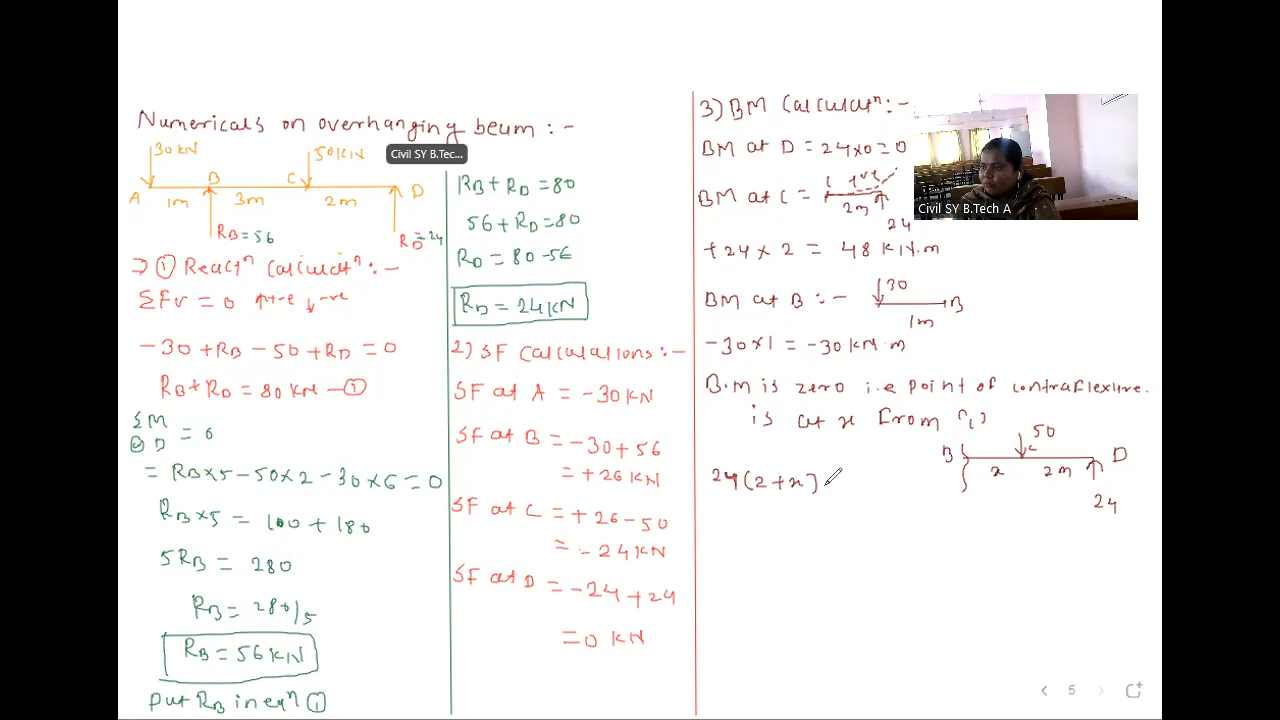 Numericals on overhanging beam :-
30 kN
50 KN
Civil SY B.Tec...
A
B
C
D
1m
3m
2m
RB = 56
RD = 24
⇒ ① Reactⁿ Calculatⁿ :-
ΣFv = 0 ↑+ve ↓-ve
-30 + RB - 50 + RD = 0
RB + RD = 80 KN —①
ΣM @ D = 0
= RB × 5 - 50 × 2 - 30 × 6 = 0
RB × 5 = 100 + 180
5 RB = 280
RB = 280/5
RB = 56 KN
Put RB in eqⁿ ①
RB + RD = 80
56 + RD = 80
RD = 80 - 56
RD = 24 KN
2) SF Calculations :-
SF at A = -30 KN
SF at B = -30 + 56
= +26 KN
SF at C = +26 - 50
= -24 KN
SF at D = -24 + 24
= 0 KN
3) BM Calculatⁿ :-
BM at D = 24 × 0 = 0
BM at C =
C +ve
2m
24
+24 × 2 = 48 KN.m
BM at B :-
30
B
1m
-30 × 1 = -30 KN.m
B.M is zero i.e point of contraflexure.
is at x from 'C'
50
B
C
D
x
2m
24
24(2+x)
Civil SY B.Tech A
5